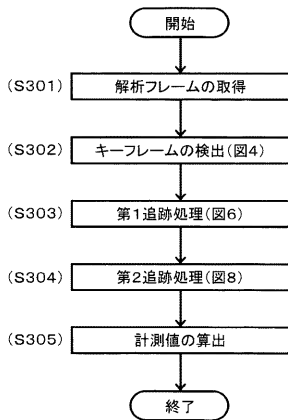 開始
(S301) 解析フレームの取得
(S302) キーフレームの検出(図4)
(S303) 第1追跡処理(図6)
(S304) 第2追跡処理(図8)
(S305) 計測値の算出
終了